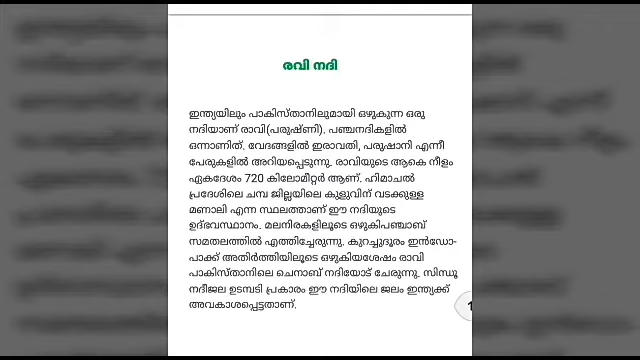 രവി നദി
ഇന്ത്യയിലും പാകിസ്താനിലുമായി ഒഴുകുന്ന ഒരു
നദിയാണ് രാവി(പരുഷ്ണി). പഞ്ചനദികളിൽ
ഒന്നാണിത്. വേദങ്ങളിൽ ഇരാവതി, പരുഷാനി എന്നീ
പേരുകളിൽ അറിയപ്പെടുന്നു. രാവിയുടെ ആകെ നീളം
ഏകദേശം 720 കിലോമീറ്റർ ആണ്. ഹിമാചൽ
പ്രദേശിലെ ചമ്പ ജില്ലയിലെ കുളുവിന് വടക്കുള്ള
മണാലി എന്ന സ്ഥലത്താണ് ഈ നദിയുടെ
ഉദ്ഭവസ്ഥാനം. മലനിരകളിലൂടെ ഒഴുകിപഞ്ചാബ്
സമതലത്തിൽ എത്തിച്ചേരുന്നു. കുറച്ചുദൂരം ഇൻഡോ-
പാക്ക് അതിർത്തിയിലൂടെ ഒഴുകിയശേഷം രാവി
പാകിസ്താനിലെ ചെനാബ് നദിയോട് ചേരുന്നു. സിന്ധൂ
നദീജല ഉടമ്പടി പ്രകാരം ഈ നദിയിലെ ജലം ഇന്ത്യക്ക്
അവകാശപ്പെട്ടതാണ്.
1